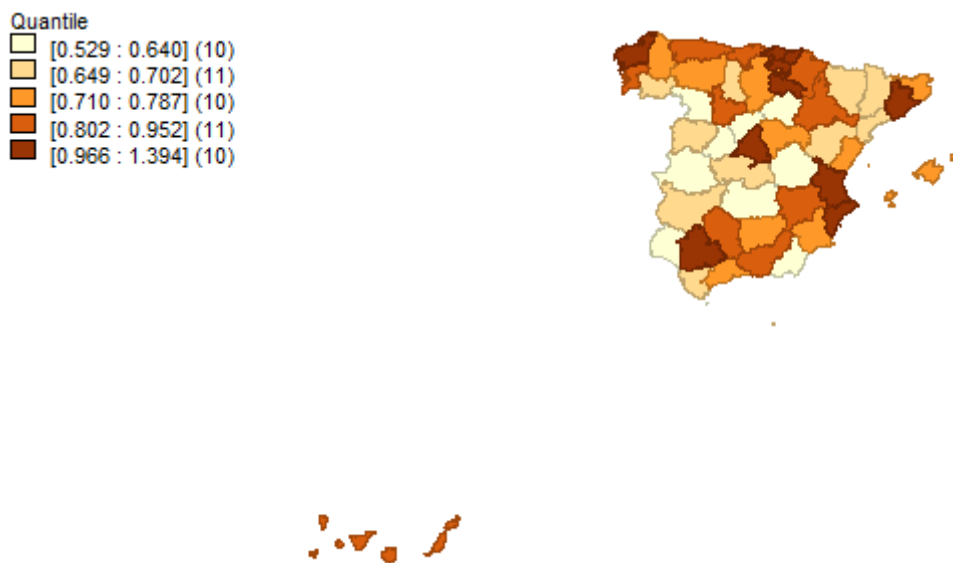 Quantile
[0.529 : 0.640] (10)
[0.649 : 0.702] (11)
[0.710 : 0.787] (10)
[0.802 : 0.952] (11)
[0.966 : 1.394] (10)